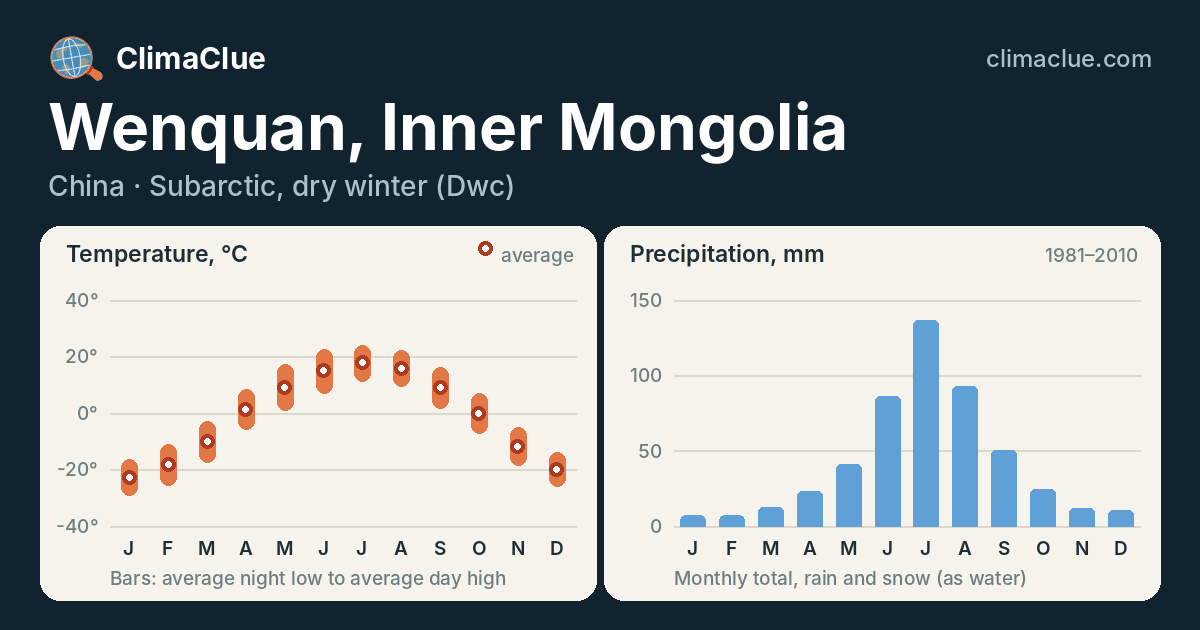 ClimaClue
climaclue.com
Wenquan, Inner Mongolia
China · Subarctic, dry winter (Dwc)
Temperature, °C
average
40°
20°
0°
-20°
-40°
J F M A M J J A S O N D
Bars: average night low to average day high
Precipitation, mm
1981–2010
150
100
50
0
J F M A M J J A S O N D
Monthly total, rain and snow (as water)